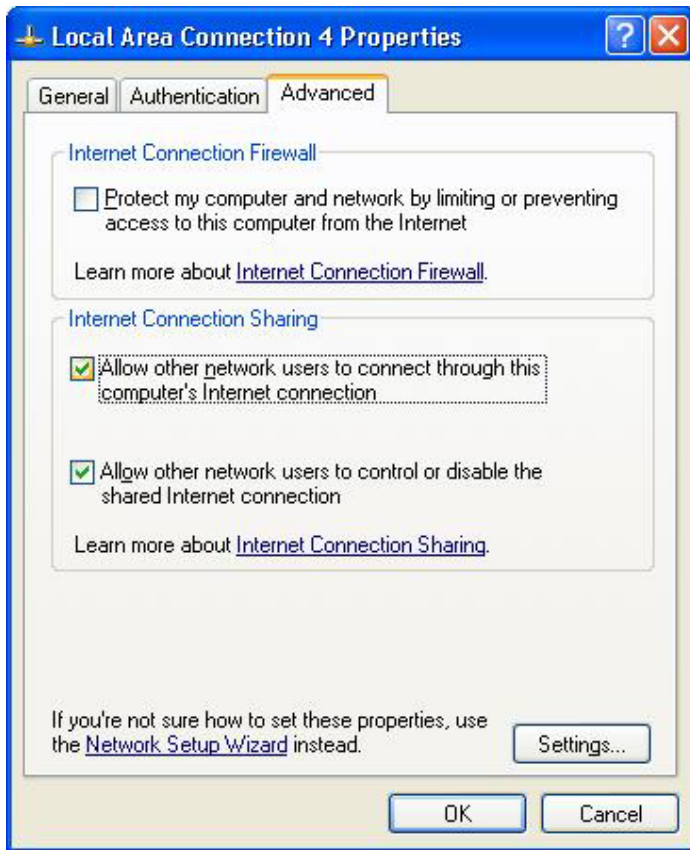 Local Area Connection 4 Properties
General Authentication Advanced
Internet Connection Firewall
Protect my computer and network by limiting or preventing
access to this computer from the Internet
Learn more about Internet Connection Firewall.
Internet Connection Sharing
Allow other network users to connect through this
computer's Internet connection
Allow other network users to control or disable the
shared Internet connection
Learn more about Internet Connection Sharing.
If you're not sure how to set these properties, use
the Network Setup Wizard instead.
Settings...
OK Cancel